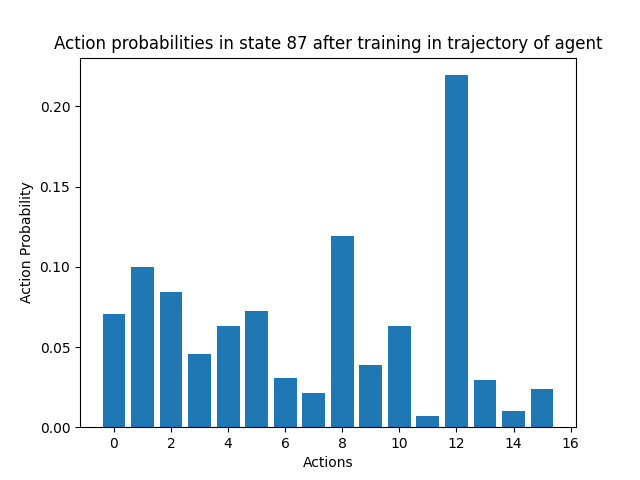 Action probabilities in state 87 after training in trajectory of agent
0.20
0.15
0.10
0.05
0.00
Action Probability
0 2 4 6 8 10 12 14 16
Actions